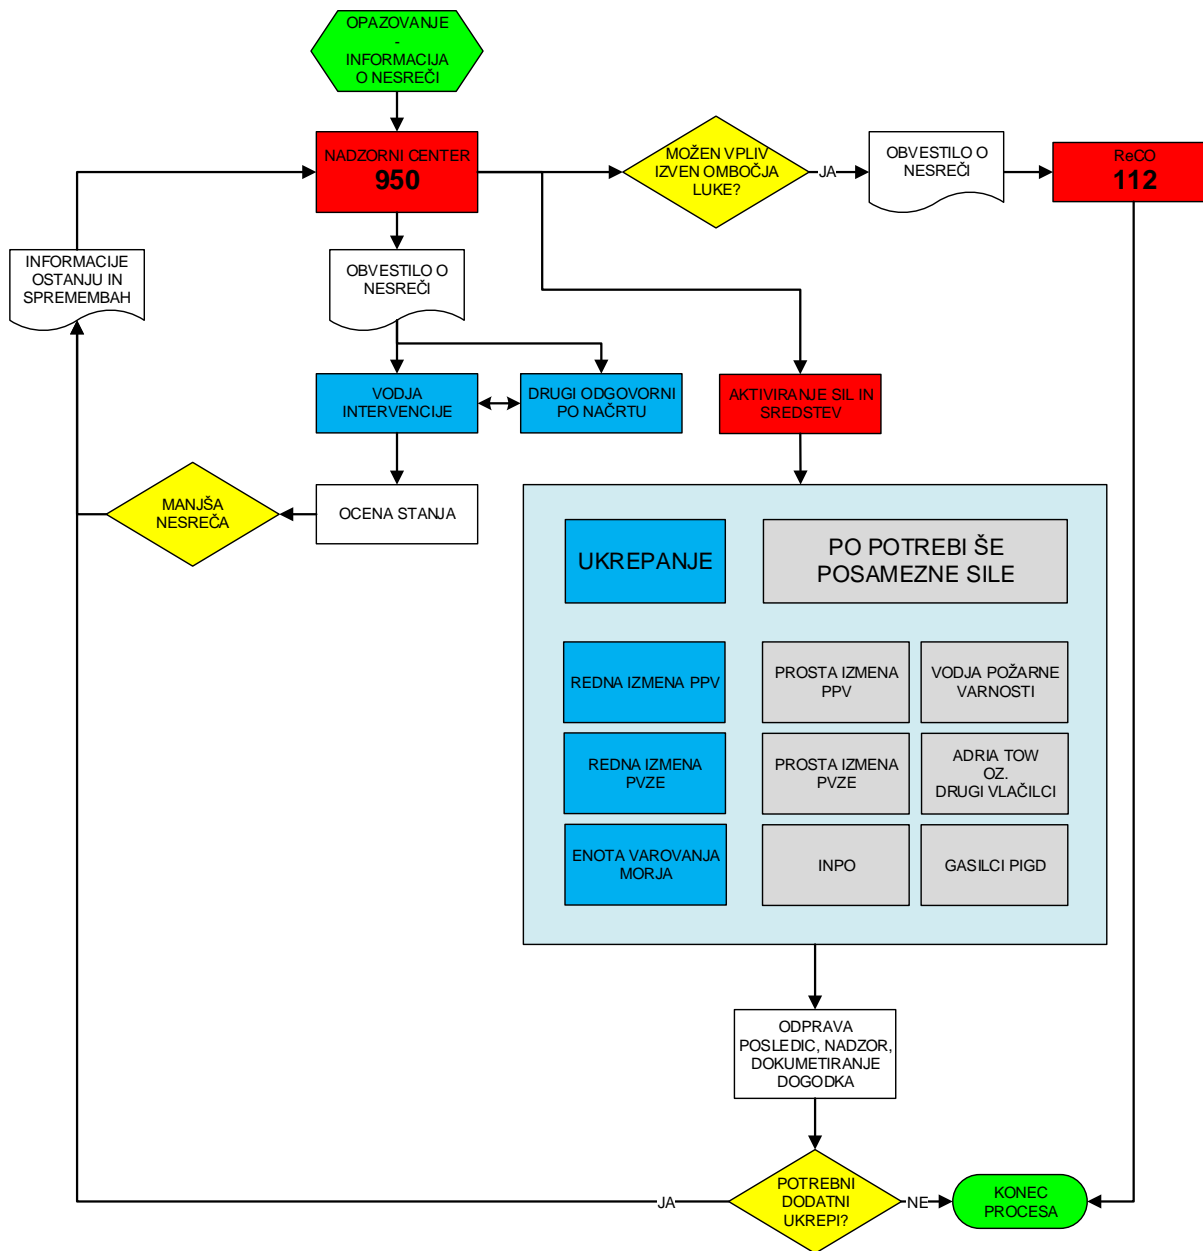 OPAZOVANJE
-
INFORMACIJA
O NESREČI
NADZORNI CENTER
950
MOŽEN VPLIV
IZVEN OMBOČJA
LUKE?
JA
OBVESTILO O
NESREČI
ReCO
112
INFORMACIJE
OSTANJU IN
SPREMEMBAH
OBVESTILO O
NESREČI
VODJA
INTERVENCIJE
DRUGI ODGOVORNI
PO NAČRTU
AKTIVIRANJE SIL IN
SREDSTEV
MANJŠA
NESREČA
OCENA STANJA
UKREPANJE
PO POTREBI ŠE
POSAMEZNE SILE
REDNA IZMENA PPV
PROSTA IZMENA
PPV
VODJA POŽARNE
VARNOSTI
REDNA IZMENA
PVZE
PROSTA IZMENA
PVZE
ADRIA TOW
OZ.
DRUGI VLAČILCI
ENOTA VAROVANJA
MORJA
INPO
GASILCI PIGD
ODPRAVA
POSLEDIC, NADZOR,
DOKUMETIRANJE
DOGODKA
JA
POTREBNI
DODATNI
UKREPI?
NE
KONEC
PROCESA